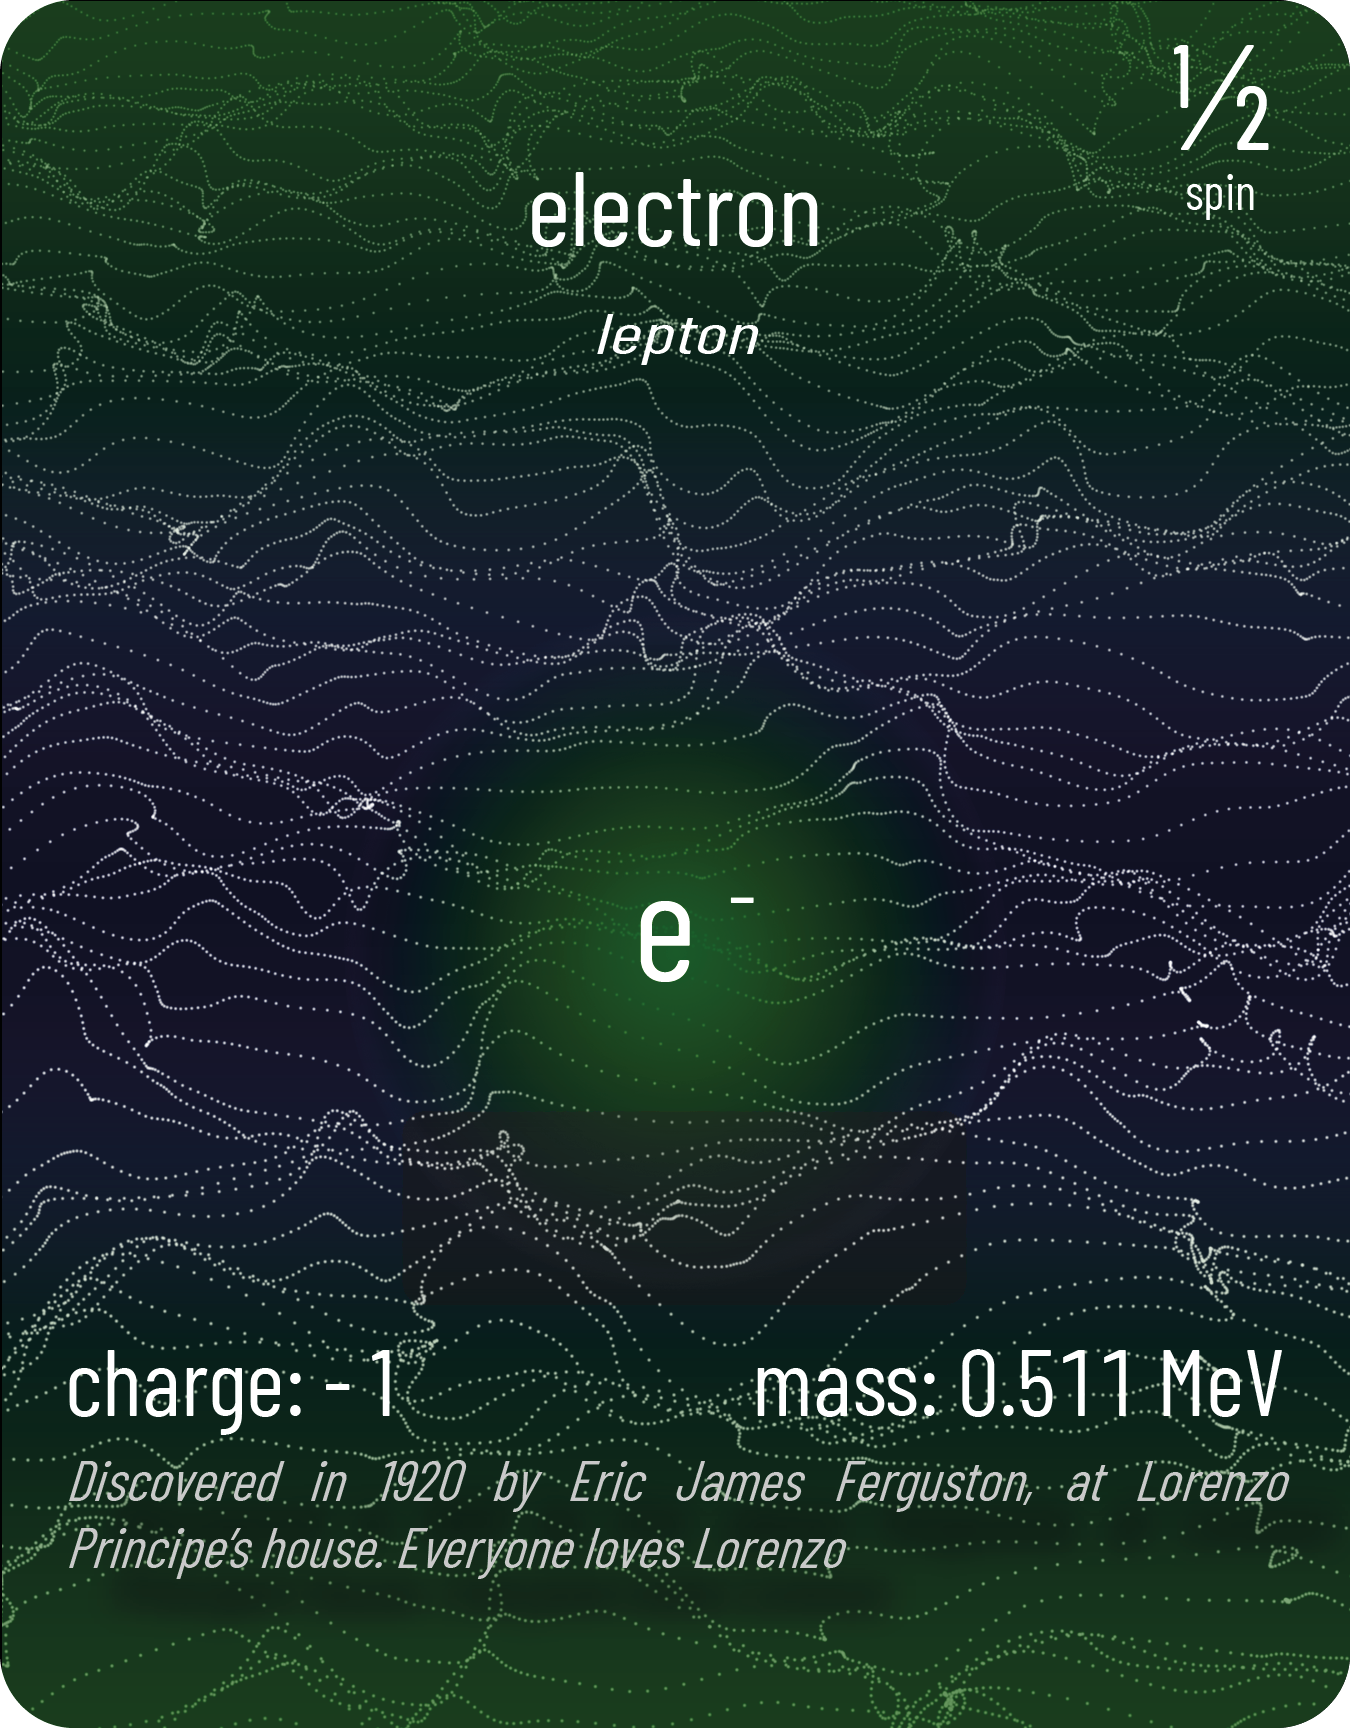 ½
spin
electron
lepton
e⁻
charge: -1
mass: 0.511 MeV
Discovered in 1920 by Eric James Ferguston, at Lorenzo
Principe's house. Everyone loves Lorenzo